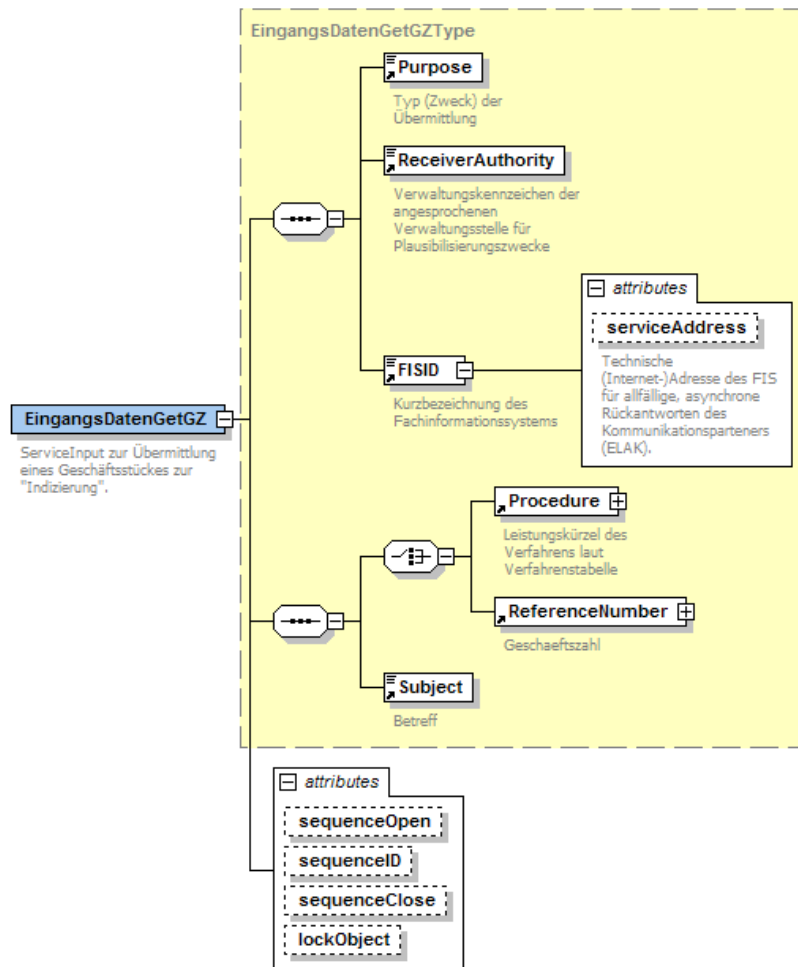 EingangsDatenGetGZType
Purpose
Typ (Zweck) der
Übermittlung
ReceiverAuthority
Verwaltungskennzeichen der
angesprochenen
Verwaltungsstelle für
Plausibilisierungszwecke
attributes
serviceAddress
Technische
(Internet-)Adresse des FIS
für allfällige, asynchrone
Rückantworten des
Kommunikationsparteners
(ELAK).
FISID
Kurzbezeichnung des
Fachinformationssystems
EingangsDatenGetGZ
ServiceInput zur Übermittlung
eines Geschäftsstückes zur
"Indizierung".
Procedure
Leistungskürzel des
Verfahrens laut
Verfahrenstabelle
ReferenceNumber
Geschaeftszahl
Subject
Betreff
attributes
sequenceOpen
sequenceID
sequenceClose
lockObject